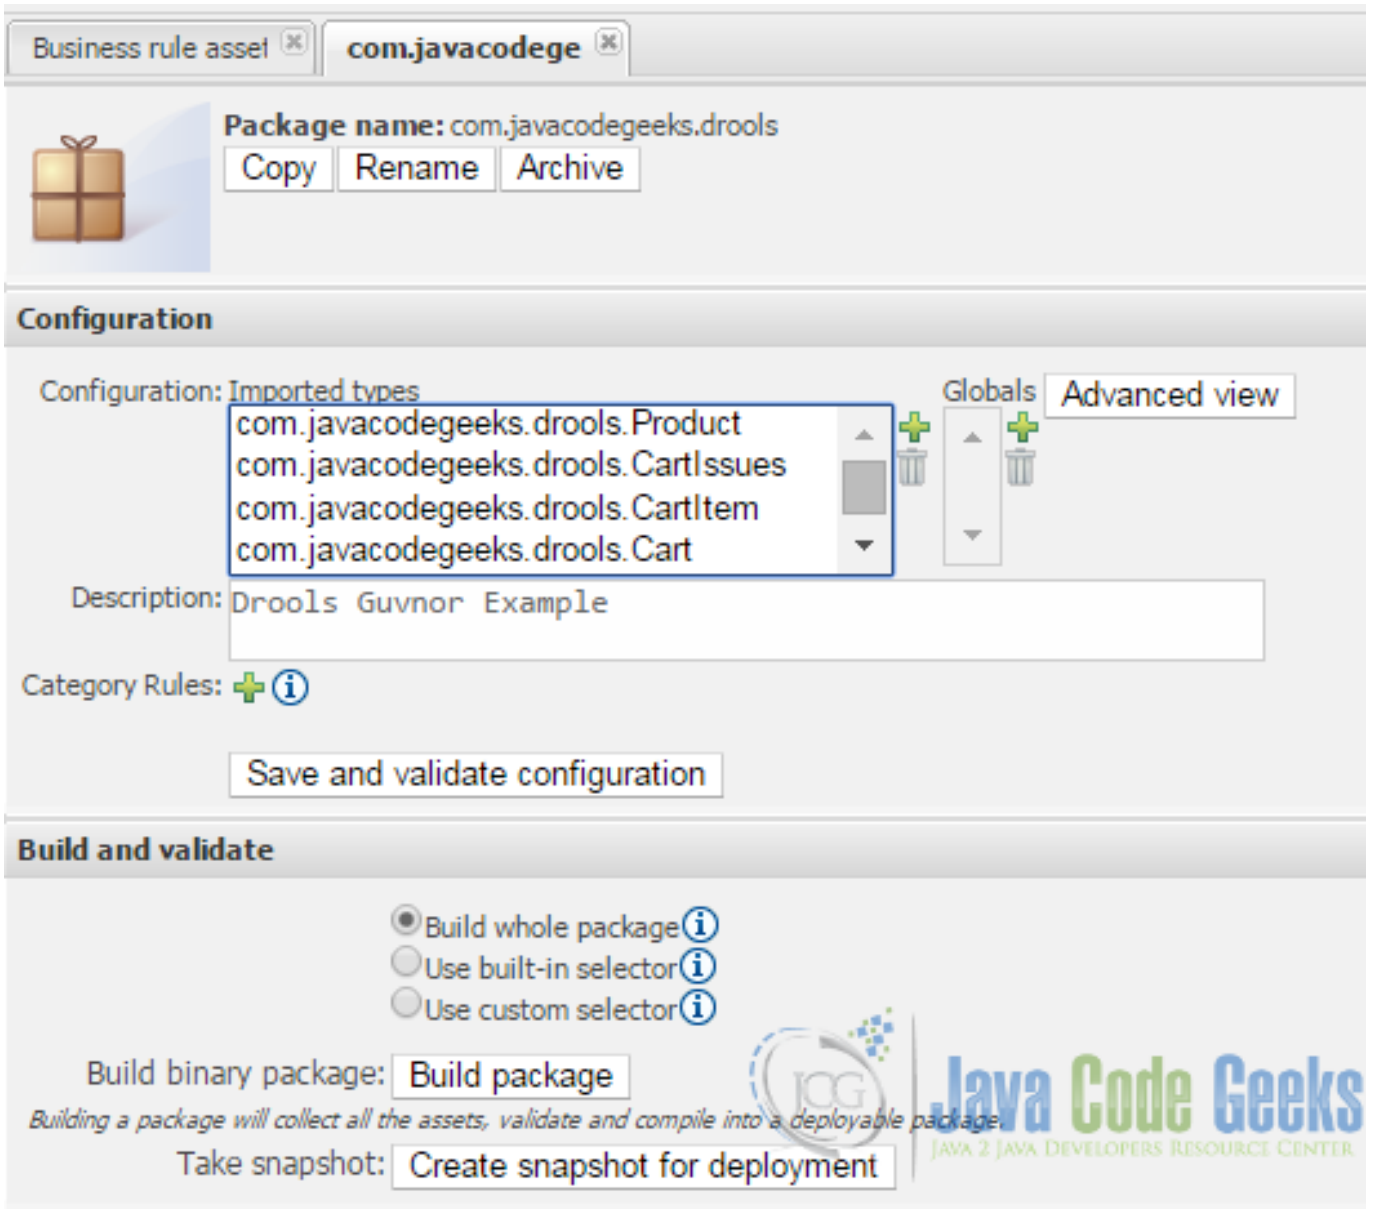 Business rule asset com.javacodege
Package name: com.javacodegeeks.drools
Copy Rename Archive
Configuration
Configuration: Imported types Globals Advanced view
com.javacodegeeks.drools.Product
com.javacodegeeks.drools.CartIssues
com.javacodegeeks.drools.CartItem
com.javacodegeeks.drools.Cart
Description: Drools Guvnor Example
Category Rules:
Save and validate configuration
Build and validate
Build whole package
Use built-in selector
Use custom selector
Build binary package: Build package
Building a package will collect all the assets, validate and compile into a deployable package.
Take snapshot: Create snapshot for deployment
JCG
Java Code Geeks
JAVA 2 JAVA DEVELOPERS RESOURCE CENTER